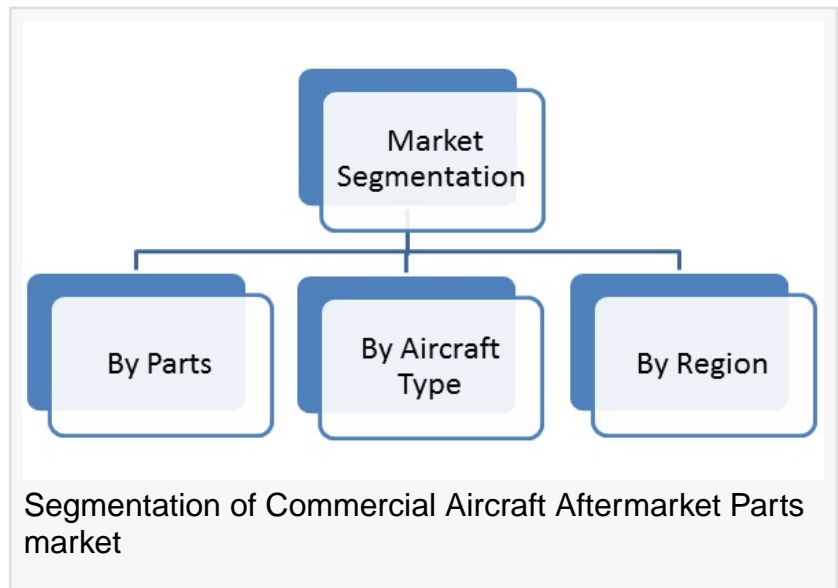 Market
Segmentation
By Parts
By Aircraft
Type
By Region
Segmentation of Commercial Aircraft Aftermarket Parts
market